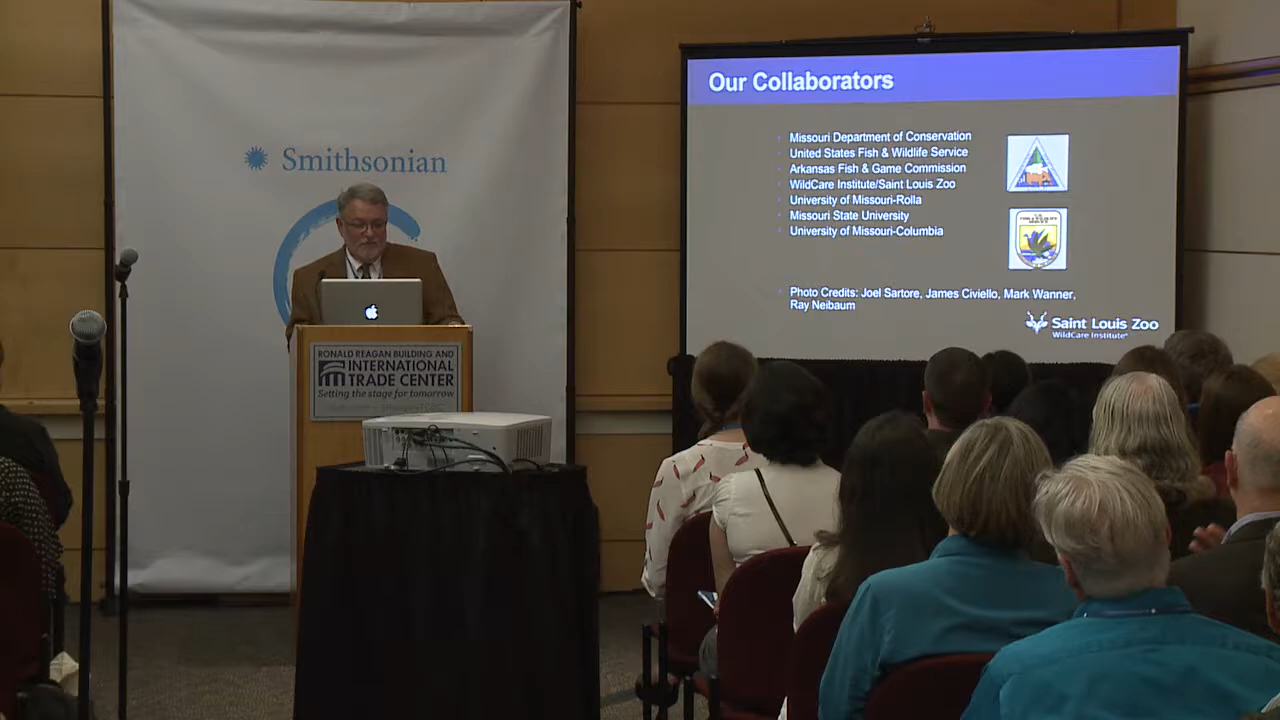 Smithsonian
RONALD REAGAN BUILDING AND
INTERNATIONAL
TRADE CENTER
Setting the stage for tomorrow
Our Collaborators
Missouri Department of Conservation
United States Fish & Wildlife Service
Arkansas Fish & Game Commission
WildCare Institute/Saint Louis Zoo
University of Missouri-Rolla
Missouri State University
University of Missouri-Columbia
Photo Credits: Joel Sartore, James Civiello, Mark Wanner,
Ray Neibaum
Saint Louis Zoo
WildCare Institute